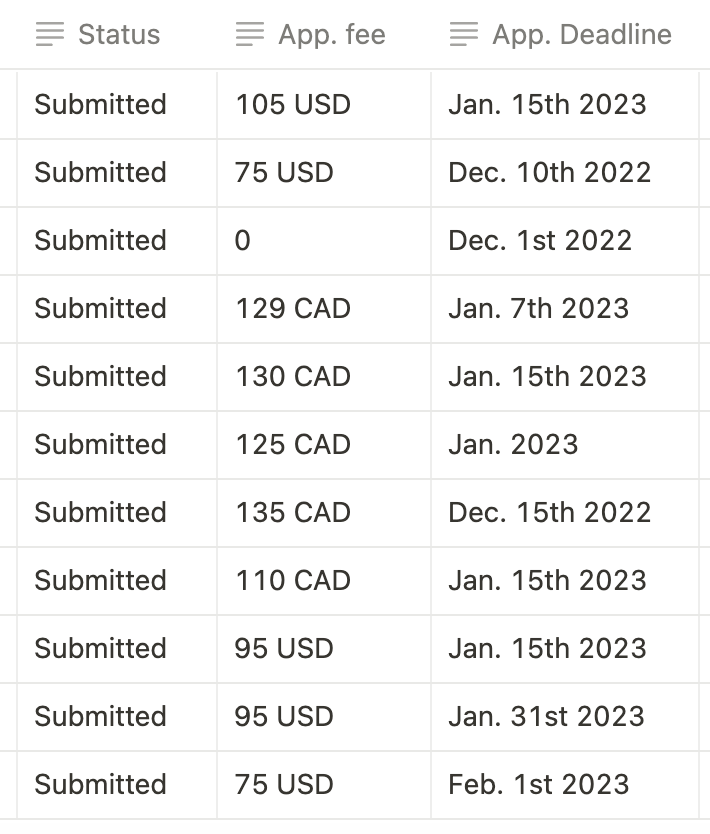 Status App. fee App. Deadline
Submitted 105 USD Jan. 15th 2023
Submitted 75 USD Dec. 10th 2022
Submitted 0 Dec. 1st 2022
Submitted 129 CAD Jan. 7th 2023
Submitted 130 CAD Jan. 15th 2023
Submitted 125 CAD Jan. 2023
Submitted 135 CAD Dec. 15th 2022
Submitted 110 CAD Jan. 15th 2023
Submitted 95 USD Jan. 15th 2023
Submitted 95 USD Jan. 31st 2023
Submitted 75 USD Feb. 1st 2023